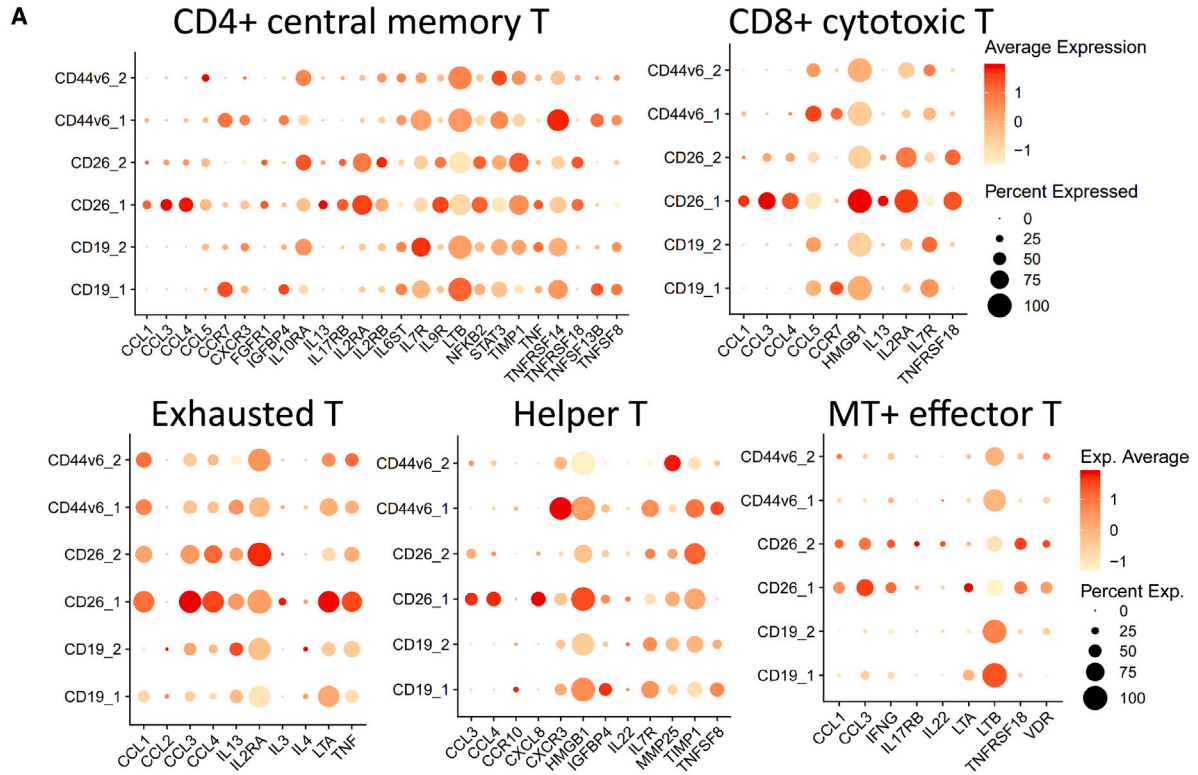 A
CD4+ central memory T
CD44v6_2
CD44v6_1
CD26_2
CD26_1
CD19_2
CD19_1
CCL1
CCL3
CCL4
CCL5
CCR7
CXCR3
FGFR1
IGFBP4
IL10RA
IL13
IL17RB
IL2RA
IL2RB
IL6ST
IL7R
IL9R
LTB
NFKB2
STAT3
TIMP1
TNF
TNFRSF14
TNFRSF18
TNFSF13B
TNFSF8
CD8+ cytotoxic T
CD44v6_2
CD44v6_1
CD26_2
CD26_1
CD19_2
CD19_1
CCL1
CCL3
CCL4
CCL5
CCR7
HMGB1
IL13
IL2RA
IL7R
TNFRSF18
Average Expression
1
0
−1
Percent Expressed
0
25
50
75
100
Exhausted T
CD44v6_2
CD44v6_1
CD26_2
CD26_1
CD19_2
CD19_1
CCL1
CCL2
CCL3
CCL4
IL13
IL2RA
IL3
IL4
LTA
TNF
Helper T
CD44v6_2
CD44v6_1
CD26_2
CD26_1
CD19_2
CD19_1
CCL3
CCL4
CCR10
CXCL8
CXCR3
HMGB1
IGFBP4
IL22
IL7R
MMP25
TIMP1
TNFSF8
MT+ effector T
CD44v6_2
CD44v6_1
CD26_2
CD26_1
CD19_2
CD19_1
CCL1
CCL3
IFNG
IL17RB
IL22
LTA
LTB
TNFRSF18
VDR
Exp. Average
1
0
−1
Percent Exp.
0
25
50
75
100